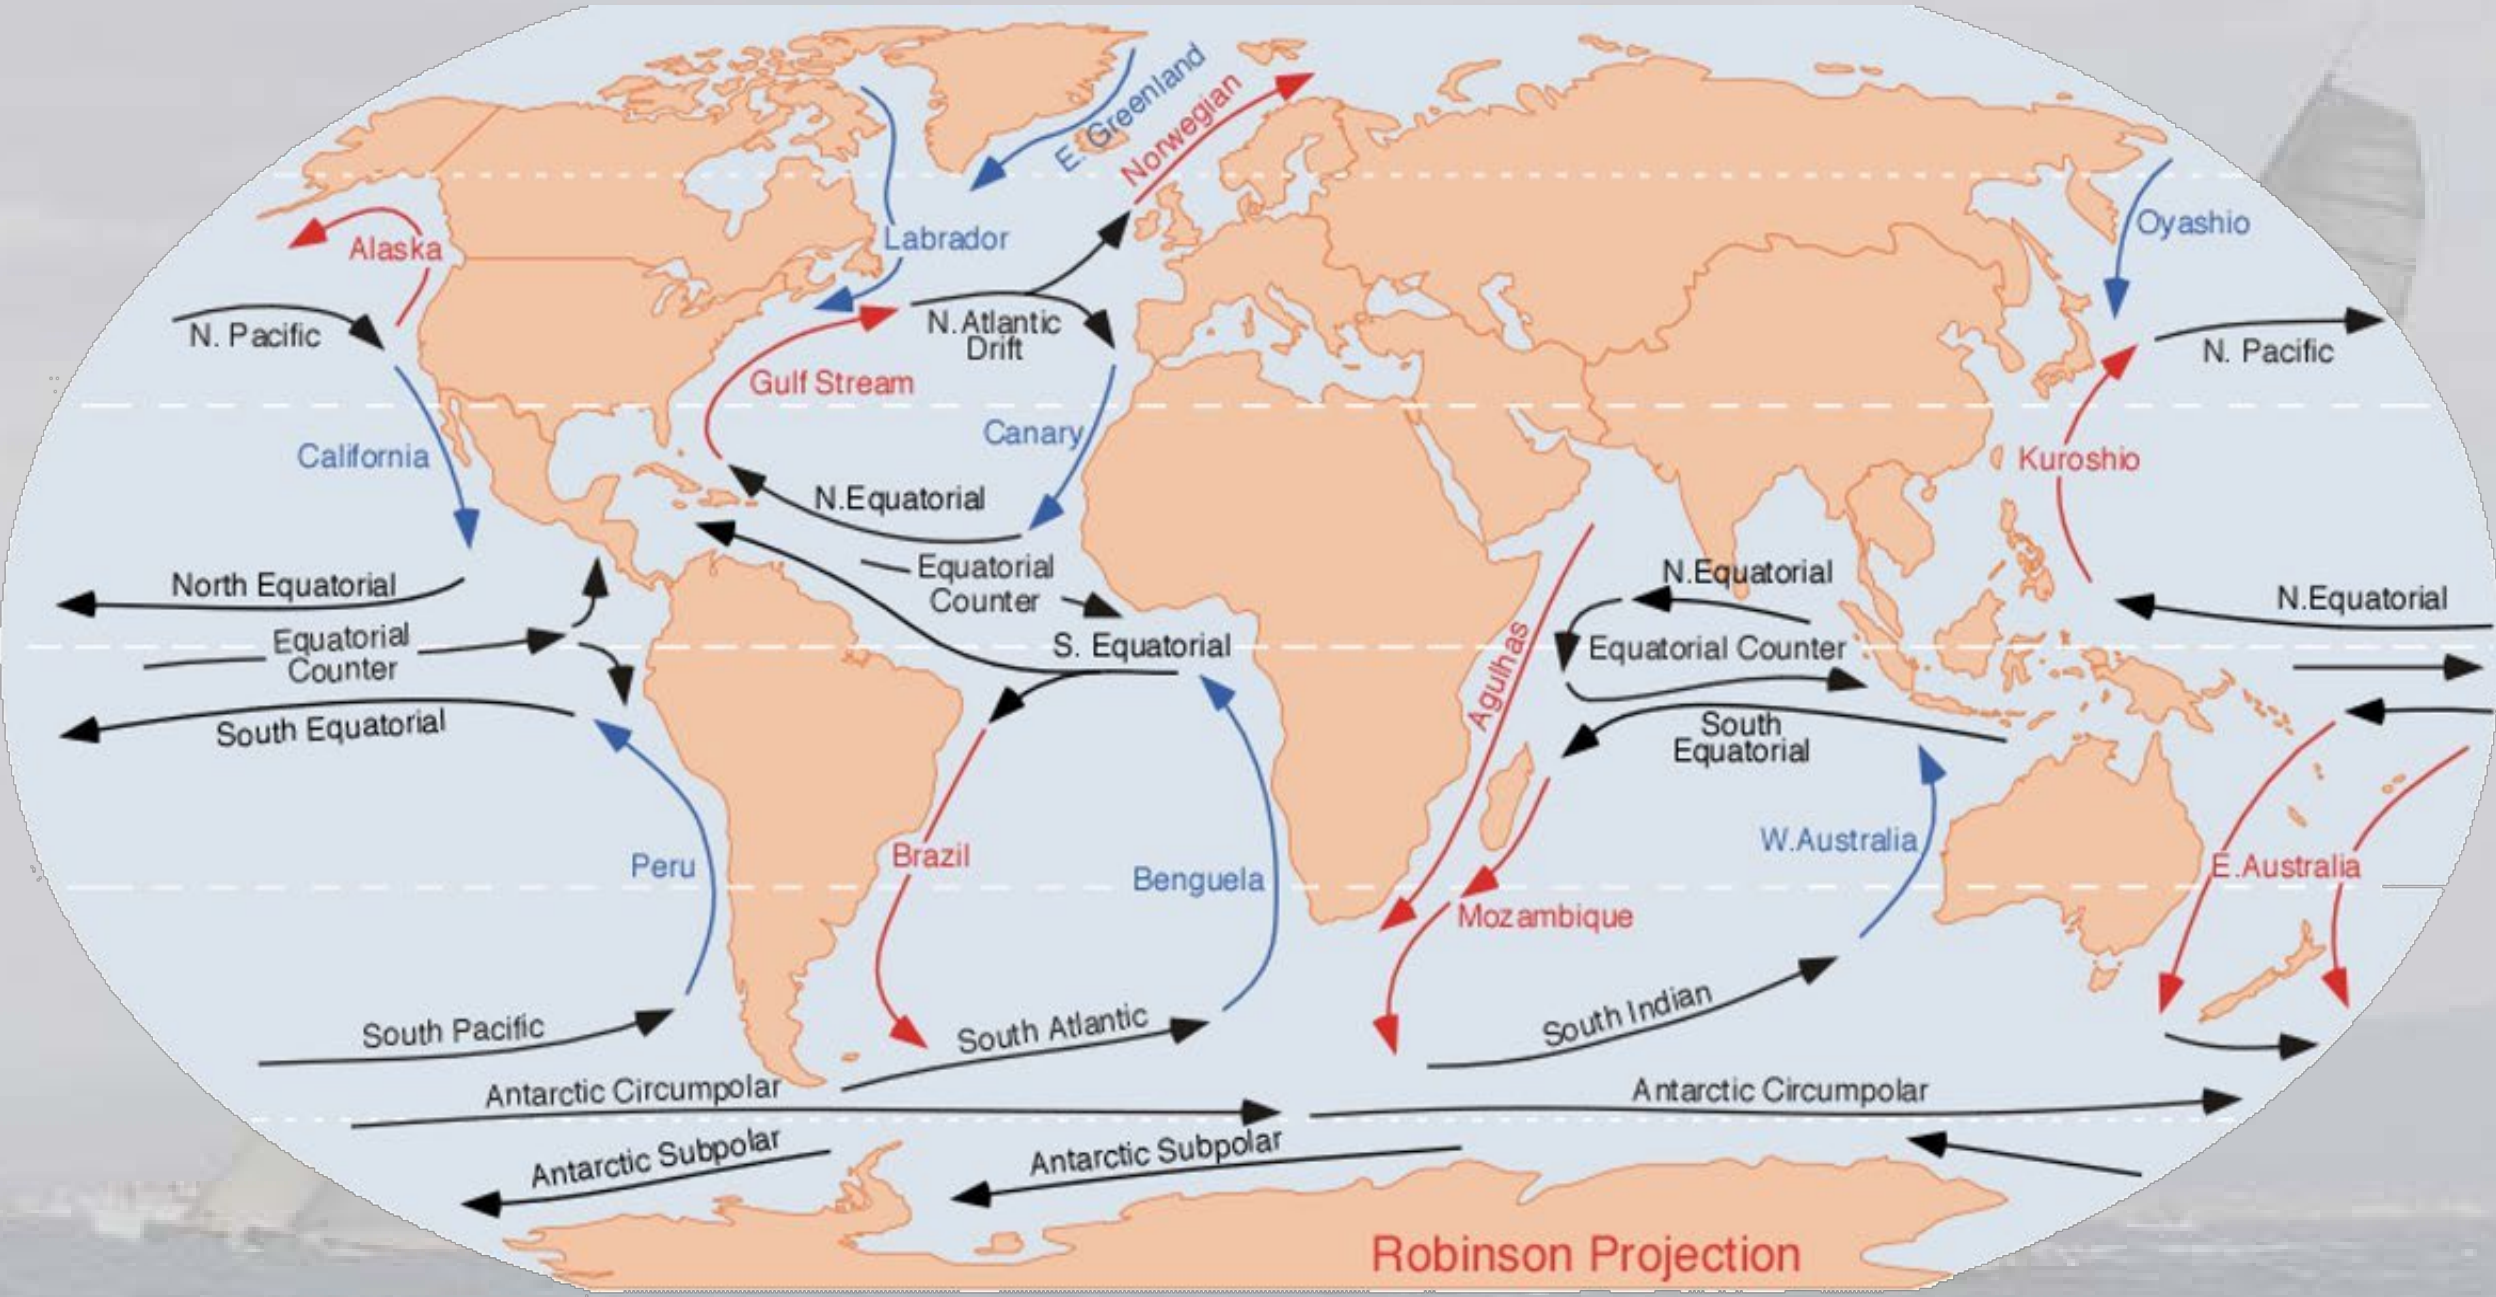 E. Greenland
Norwegian
Labrador
Alaska
Oyashio
N. Pacific
N. Atlantic
Drift
N. Pacific
Gulf Stream
California
Canary
Kuroshio
N.Equatorial
North Equatorial
Equatorial
Counter
N.Equatorial
N.Equatorial
Equatorial
Counter
S. Equatorial
Agulhas
Equatorial Counter
South Equatorial
South
Equatorial
Peru
Brazil
Benguela
W.Australia
E.Australia
Mozambique
South Pacific
South Atlantic
South Indian
Antarctic Circumpolar
Antarctic Circumpolar
Antarctic Subpolar
Antarctic Subpolar
Robinson Projection